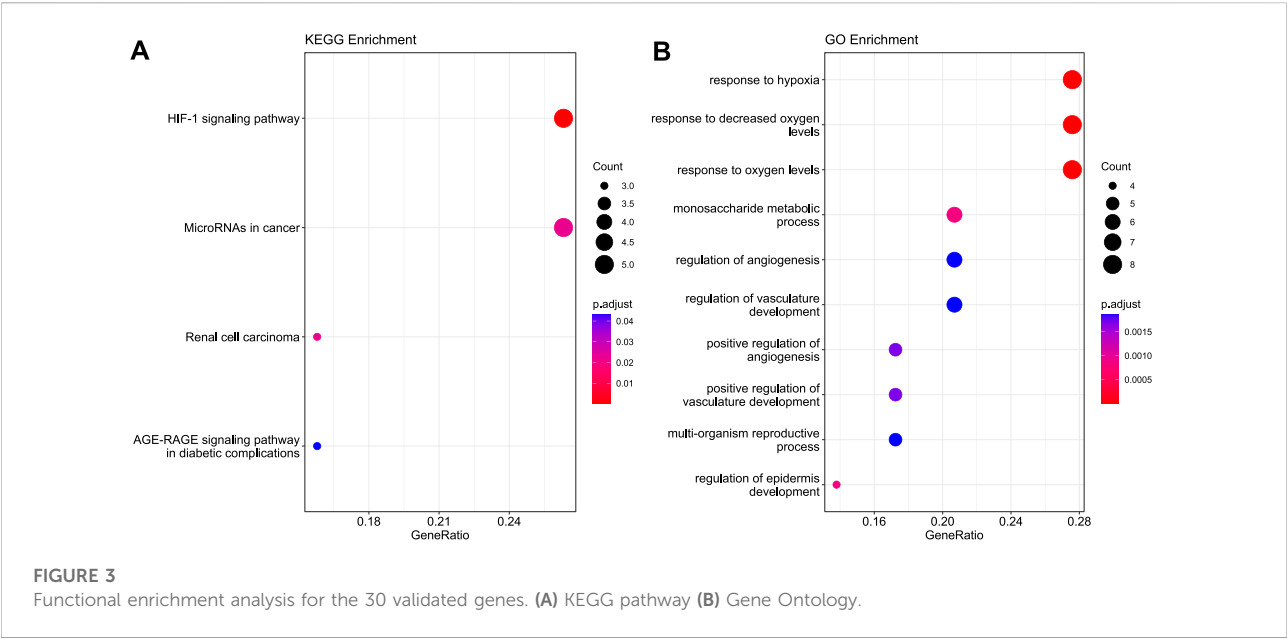 A
KEGG Enrichment
HIF-1 signaling pathway
MicroRNAs in cancer
Renal cell carcinoma
AGE-RAGE signaling pathway
in diabetic complications
0.18
0.21
0.24
GeneRatio
Count
3.0
3.5
4.0
4.5
5.0
p.adjust
0.04
0.03
0.02
0.01
B
GO Enrichment
response to hypoxia
response to decreased oxygen
levels
response to oxygen levels
monosaccharide metabolic
process
regulation of angiogenesis
regulation of vasculature
development
positive regulation of
angiogenesis
positive regulation of
vasculature development
multi-organism reproductive
process
regulation of epidermis
development
0.16
0.20
0.24
0.28
GeneRatio
Count
4
5
6
7
8
p.adjust
0.0015
0.0010
0.0005
FIGURE 3
Functional enrichment analysis for the 30 validated genes. (A) KEGG pathway (B) Gene Ontology.